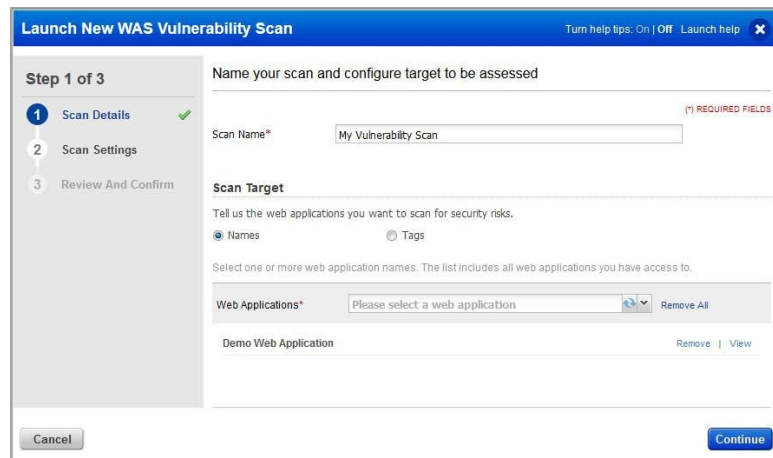 Launch New WAS Vulnerability Scan
Turn help tips: On | Off Launch help
Step 1 of 3
1 Scan Details
2 Scan Settings
3 Review And Confirm
Name your scan and configure target to be assessed
(*) REQUIRED FIELDS
Scan Name* My Vulnerability Scan
Scan Target
Tell us the web applications you want to scan for security risks.
Names Tags
Select one or more web application names. The list includes all web applications you have access to.
Web Applications* Please select a web application Remove All
Demo Web Application Remove | View
Cancel Continue